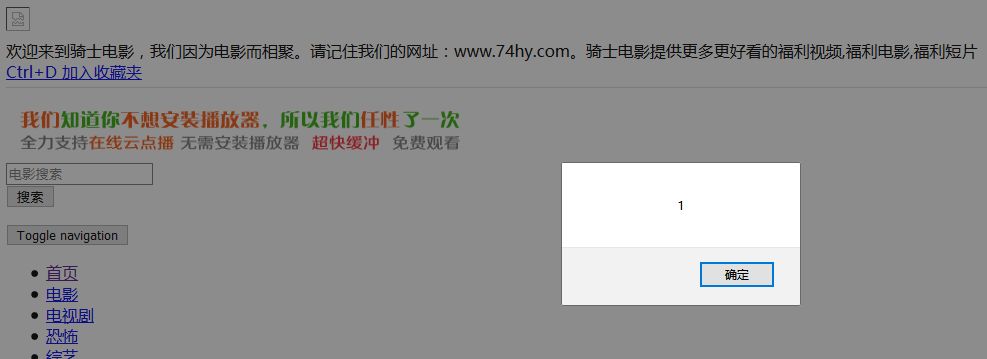 欢迎来到骑士电影，我们因为电影而相聚。请记住我们的网址：www.74hy.com。骑士电影提供更多更好看的福利视频,福利电影,福利短片
Ctrl+D 加入收藏夹
我们知道你不想安装播放器，所以我们任性了一次
全力支持在线云点播 无需安装播放器 超快缓冲 免费观看
电影搜索
搜索
1
确定
Toggle navigation
首页
电影
电视剧
恐怖
综艺